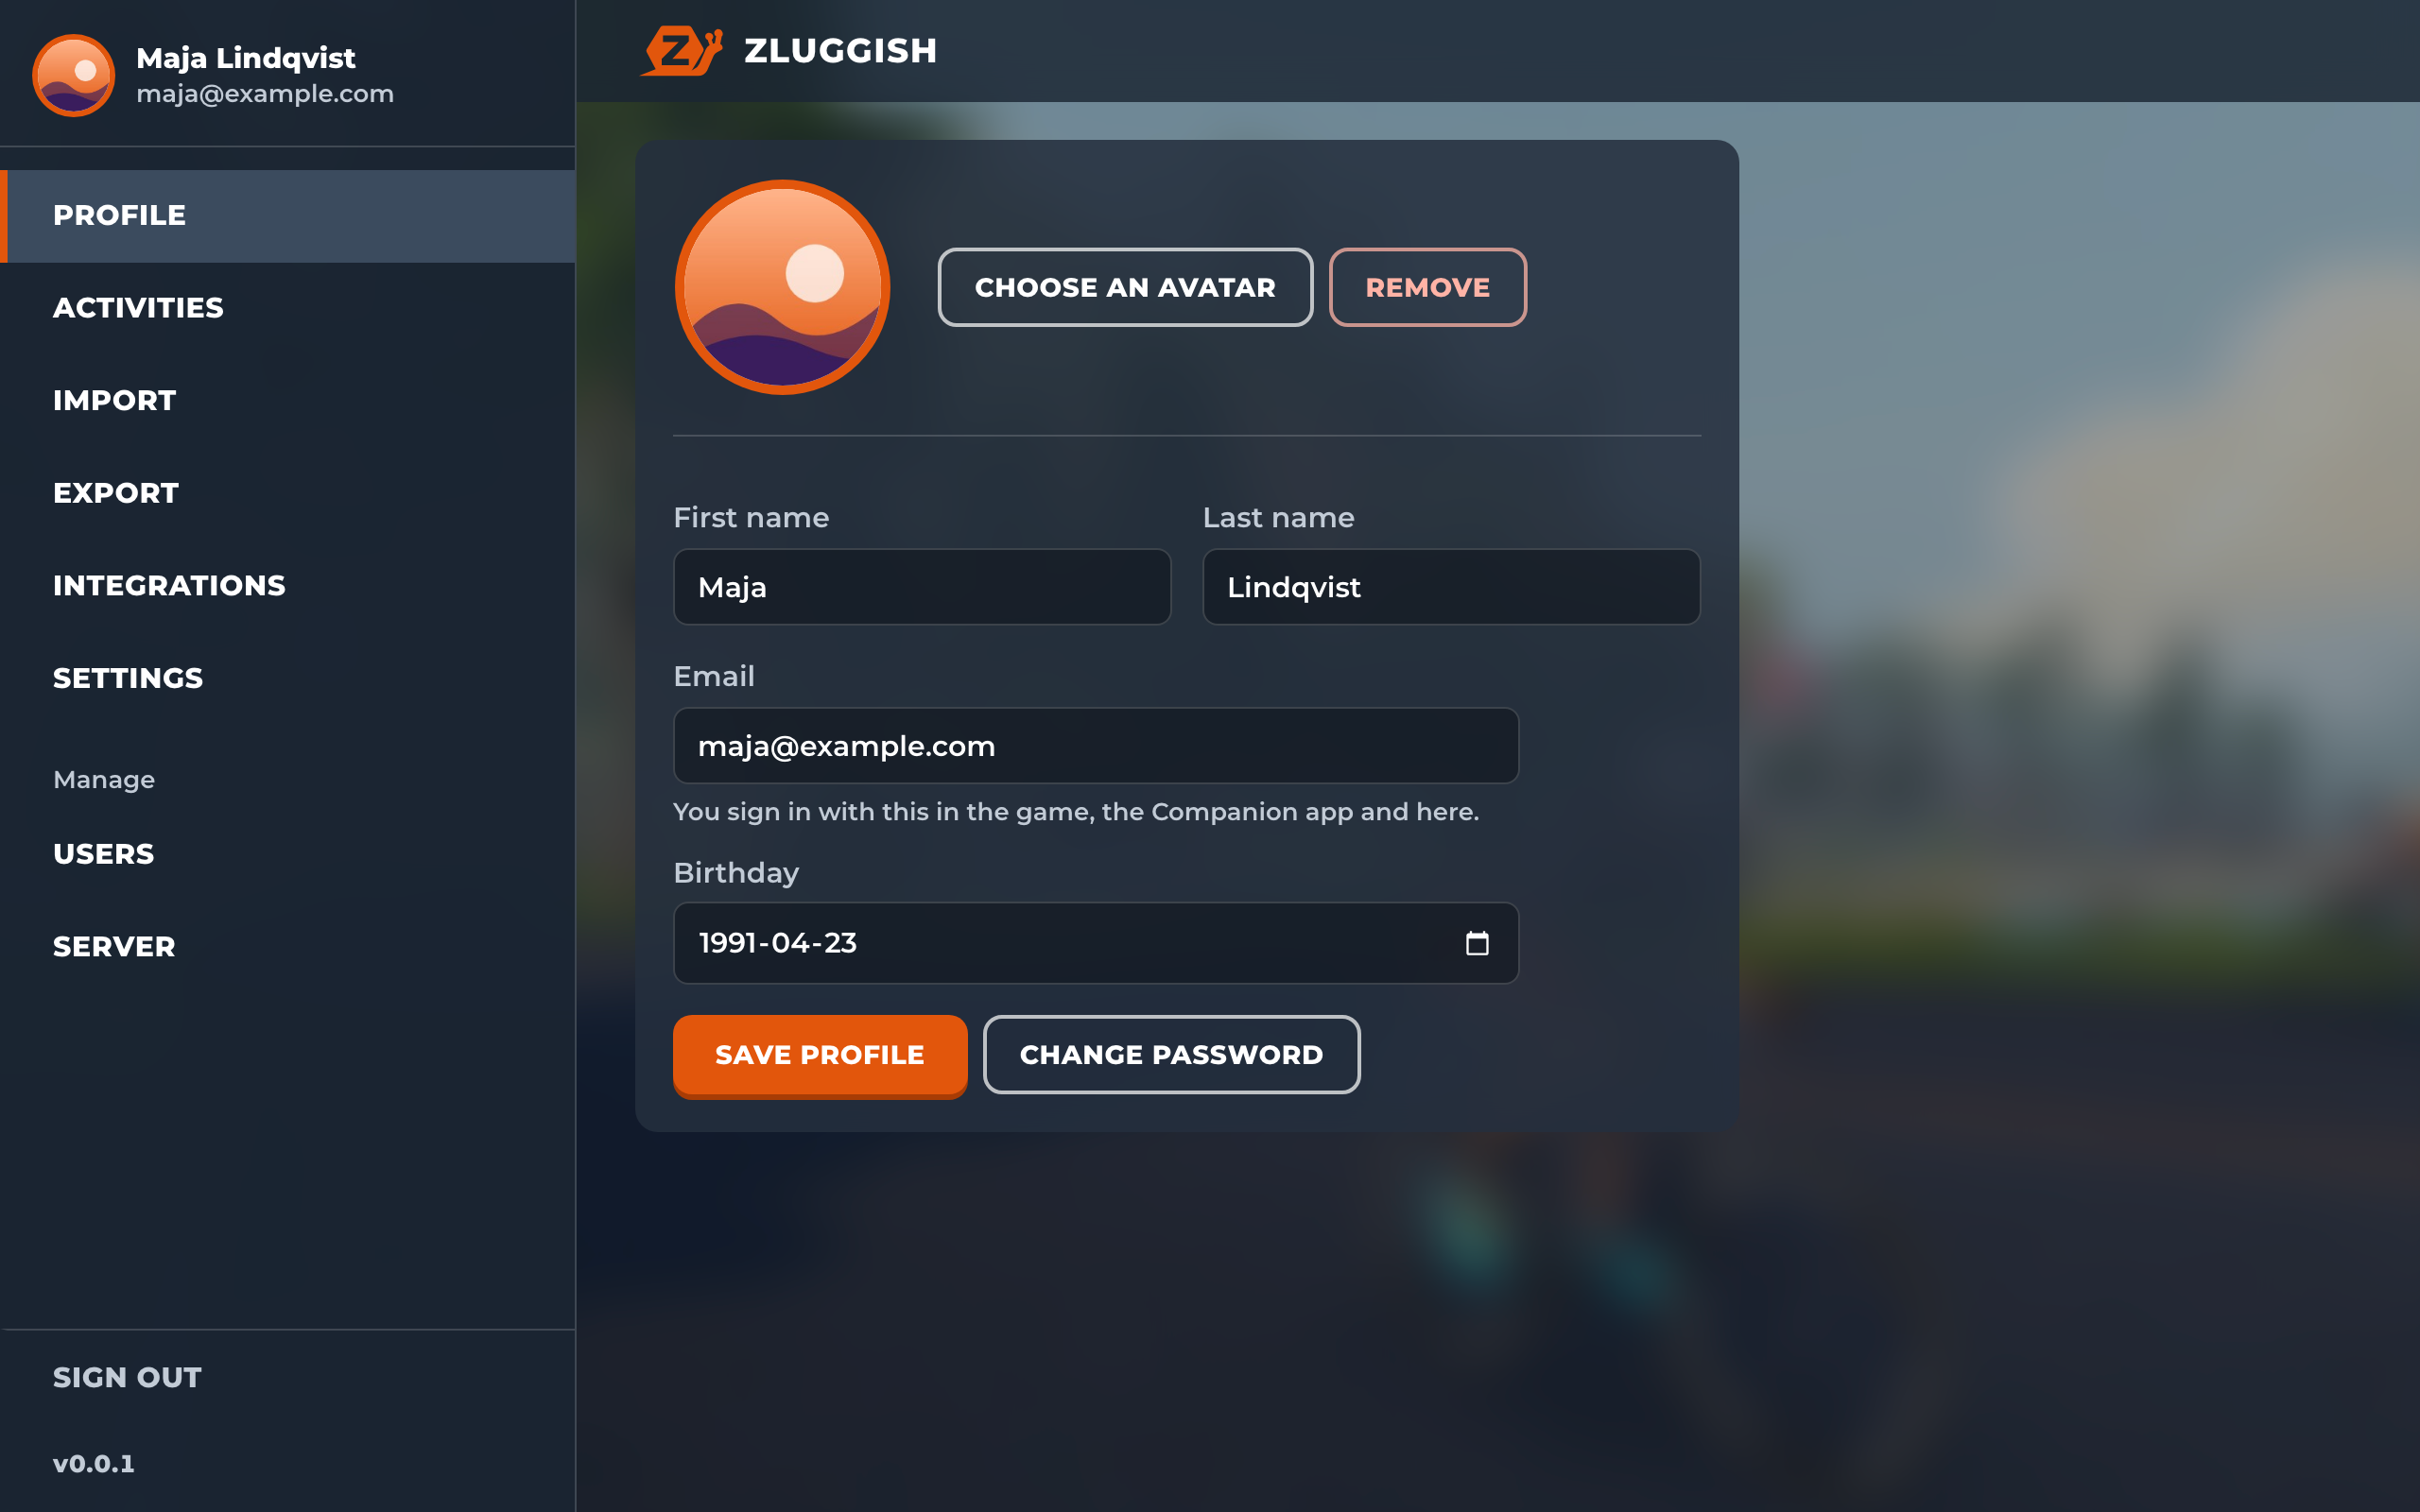 Maja Lindqvist
maja@example.com
PROFILE
ACTIVITIES
IMPORT
EXPORT
INTEGRATIONS
SETTINGS
Manage
USERS
SERVER
SIGN OUT
v0.0.1
Z ZLUGGISH
CHOOSE AN AVATAR REMOVE
First name Last name
Maja Lindqvist
Email
maja@example.com
You sign in with this in the game, the Companion app and here.
Birthday
1991-04-23
SAVE PROFILE CHANGE PASSWORD